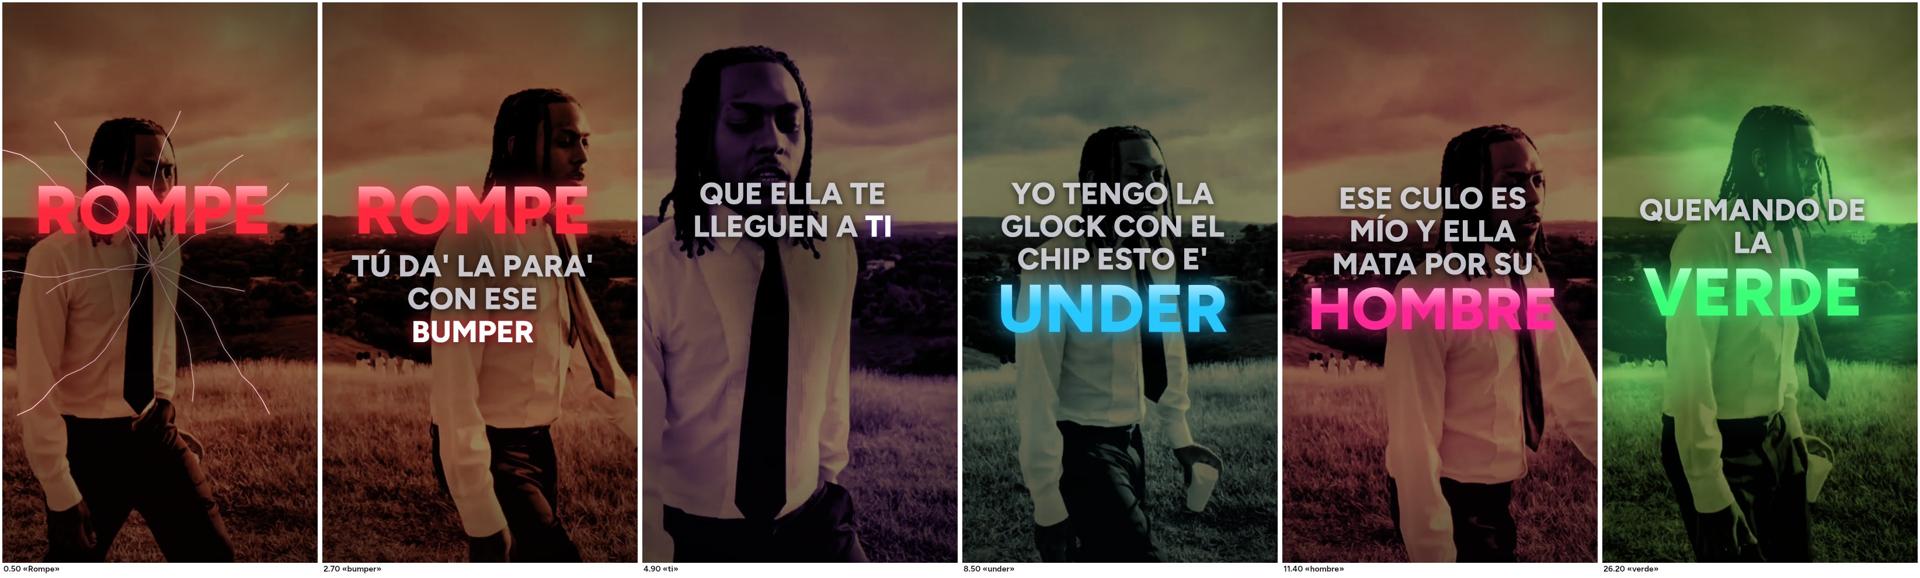 ROMPE
0.50 «Rompe»
ROMPE
TÚ DA' LA PARA'
CON ESE
BUMPER
2.70 «bumper»
QUE ELLA TE
LLEGUEN A TI
4.90 «ti»
YO TENGO LA
GLOCK CON EL
CHIP ESTO E'
UNDER
8.50 «under»
ESE CULO ES
MÍO Y ELLA
MATA POR SU
HOMBRE
11.40 «hombre»
QUEMANDO DE
LA
VERDE
26.20 «verde»